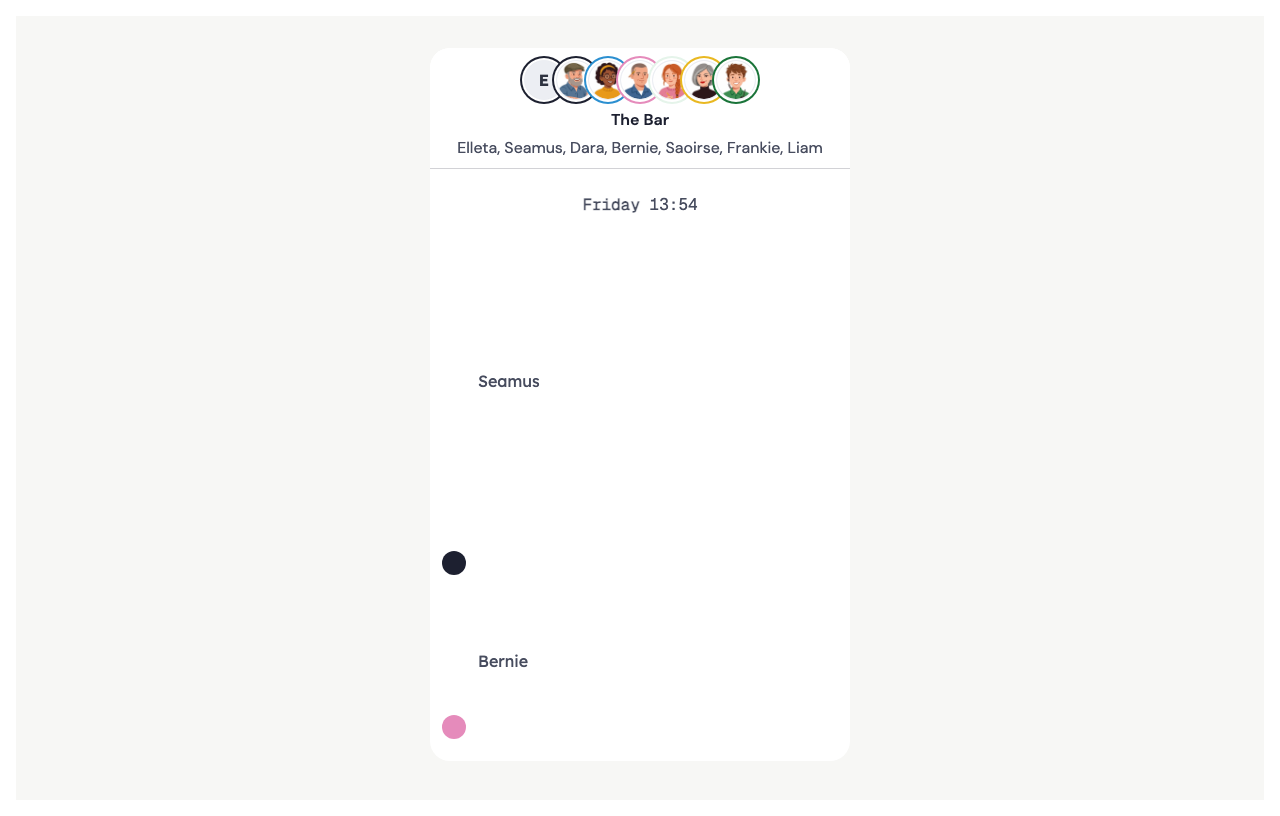 E
The Bar
Elleta, Seamus, Dara, Bernie, Saoirse, Frankie, Liam
Friday 13:54
Seamus
Bernie